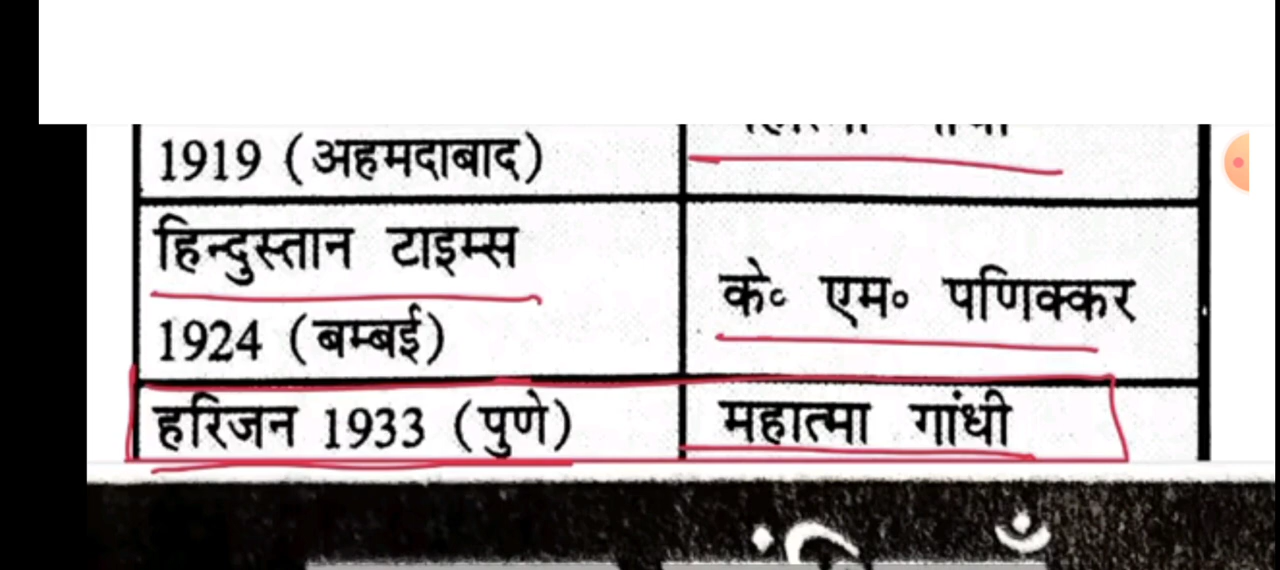 1919 (अहमदाबाद)
हिन्दुस्तान टाइम्स
1924 (बम्बई)
के० एम० पणिक्कर
हरिजन 1933 (पुणे)
महात्मा गांधी